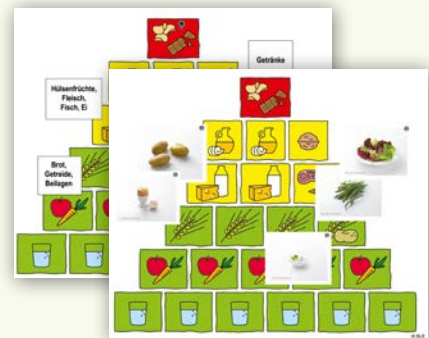 Getränke
Hülsenfrüchte,
Fleisch,
Fisch, Ei
Brot,
Getreide,
Beilagen